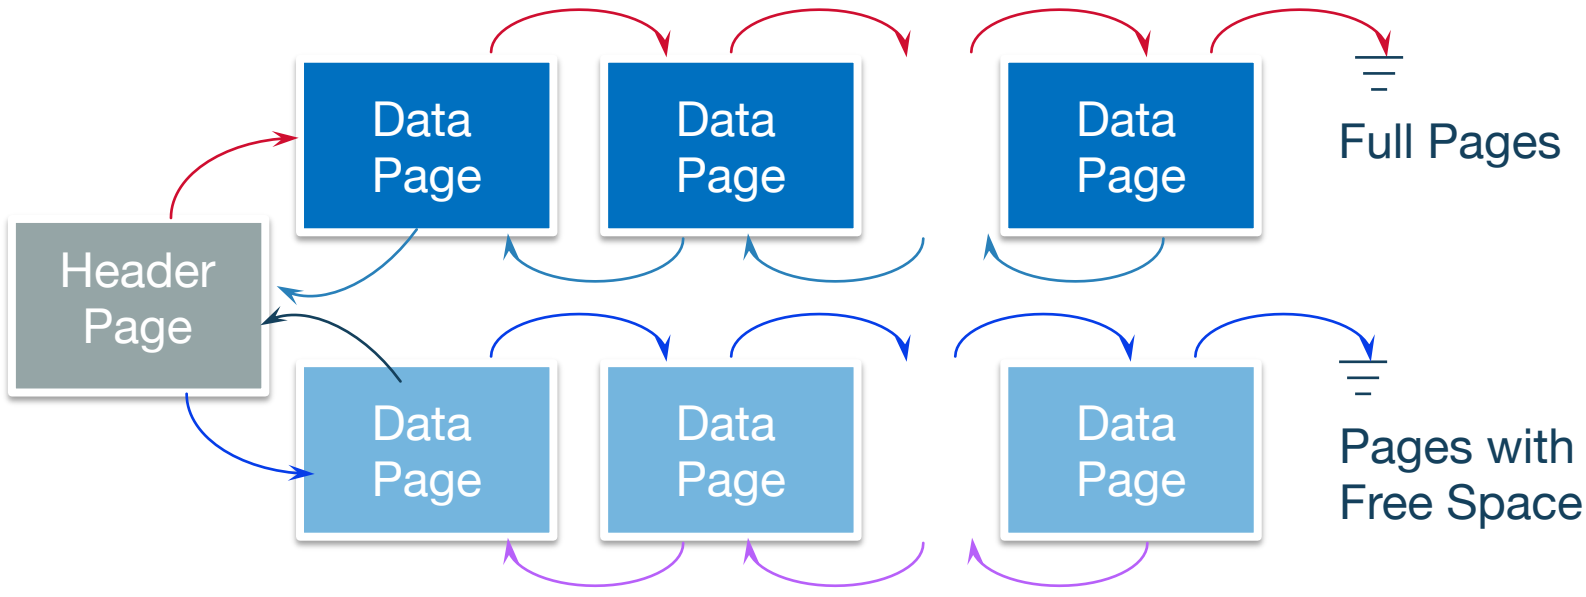 Data
Page
Data
Page
Data
Page
Full Pages
Header
Page
Data
Page
Data
Page
Data
Page
Pages with
Free Space